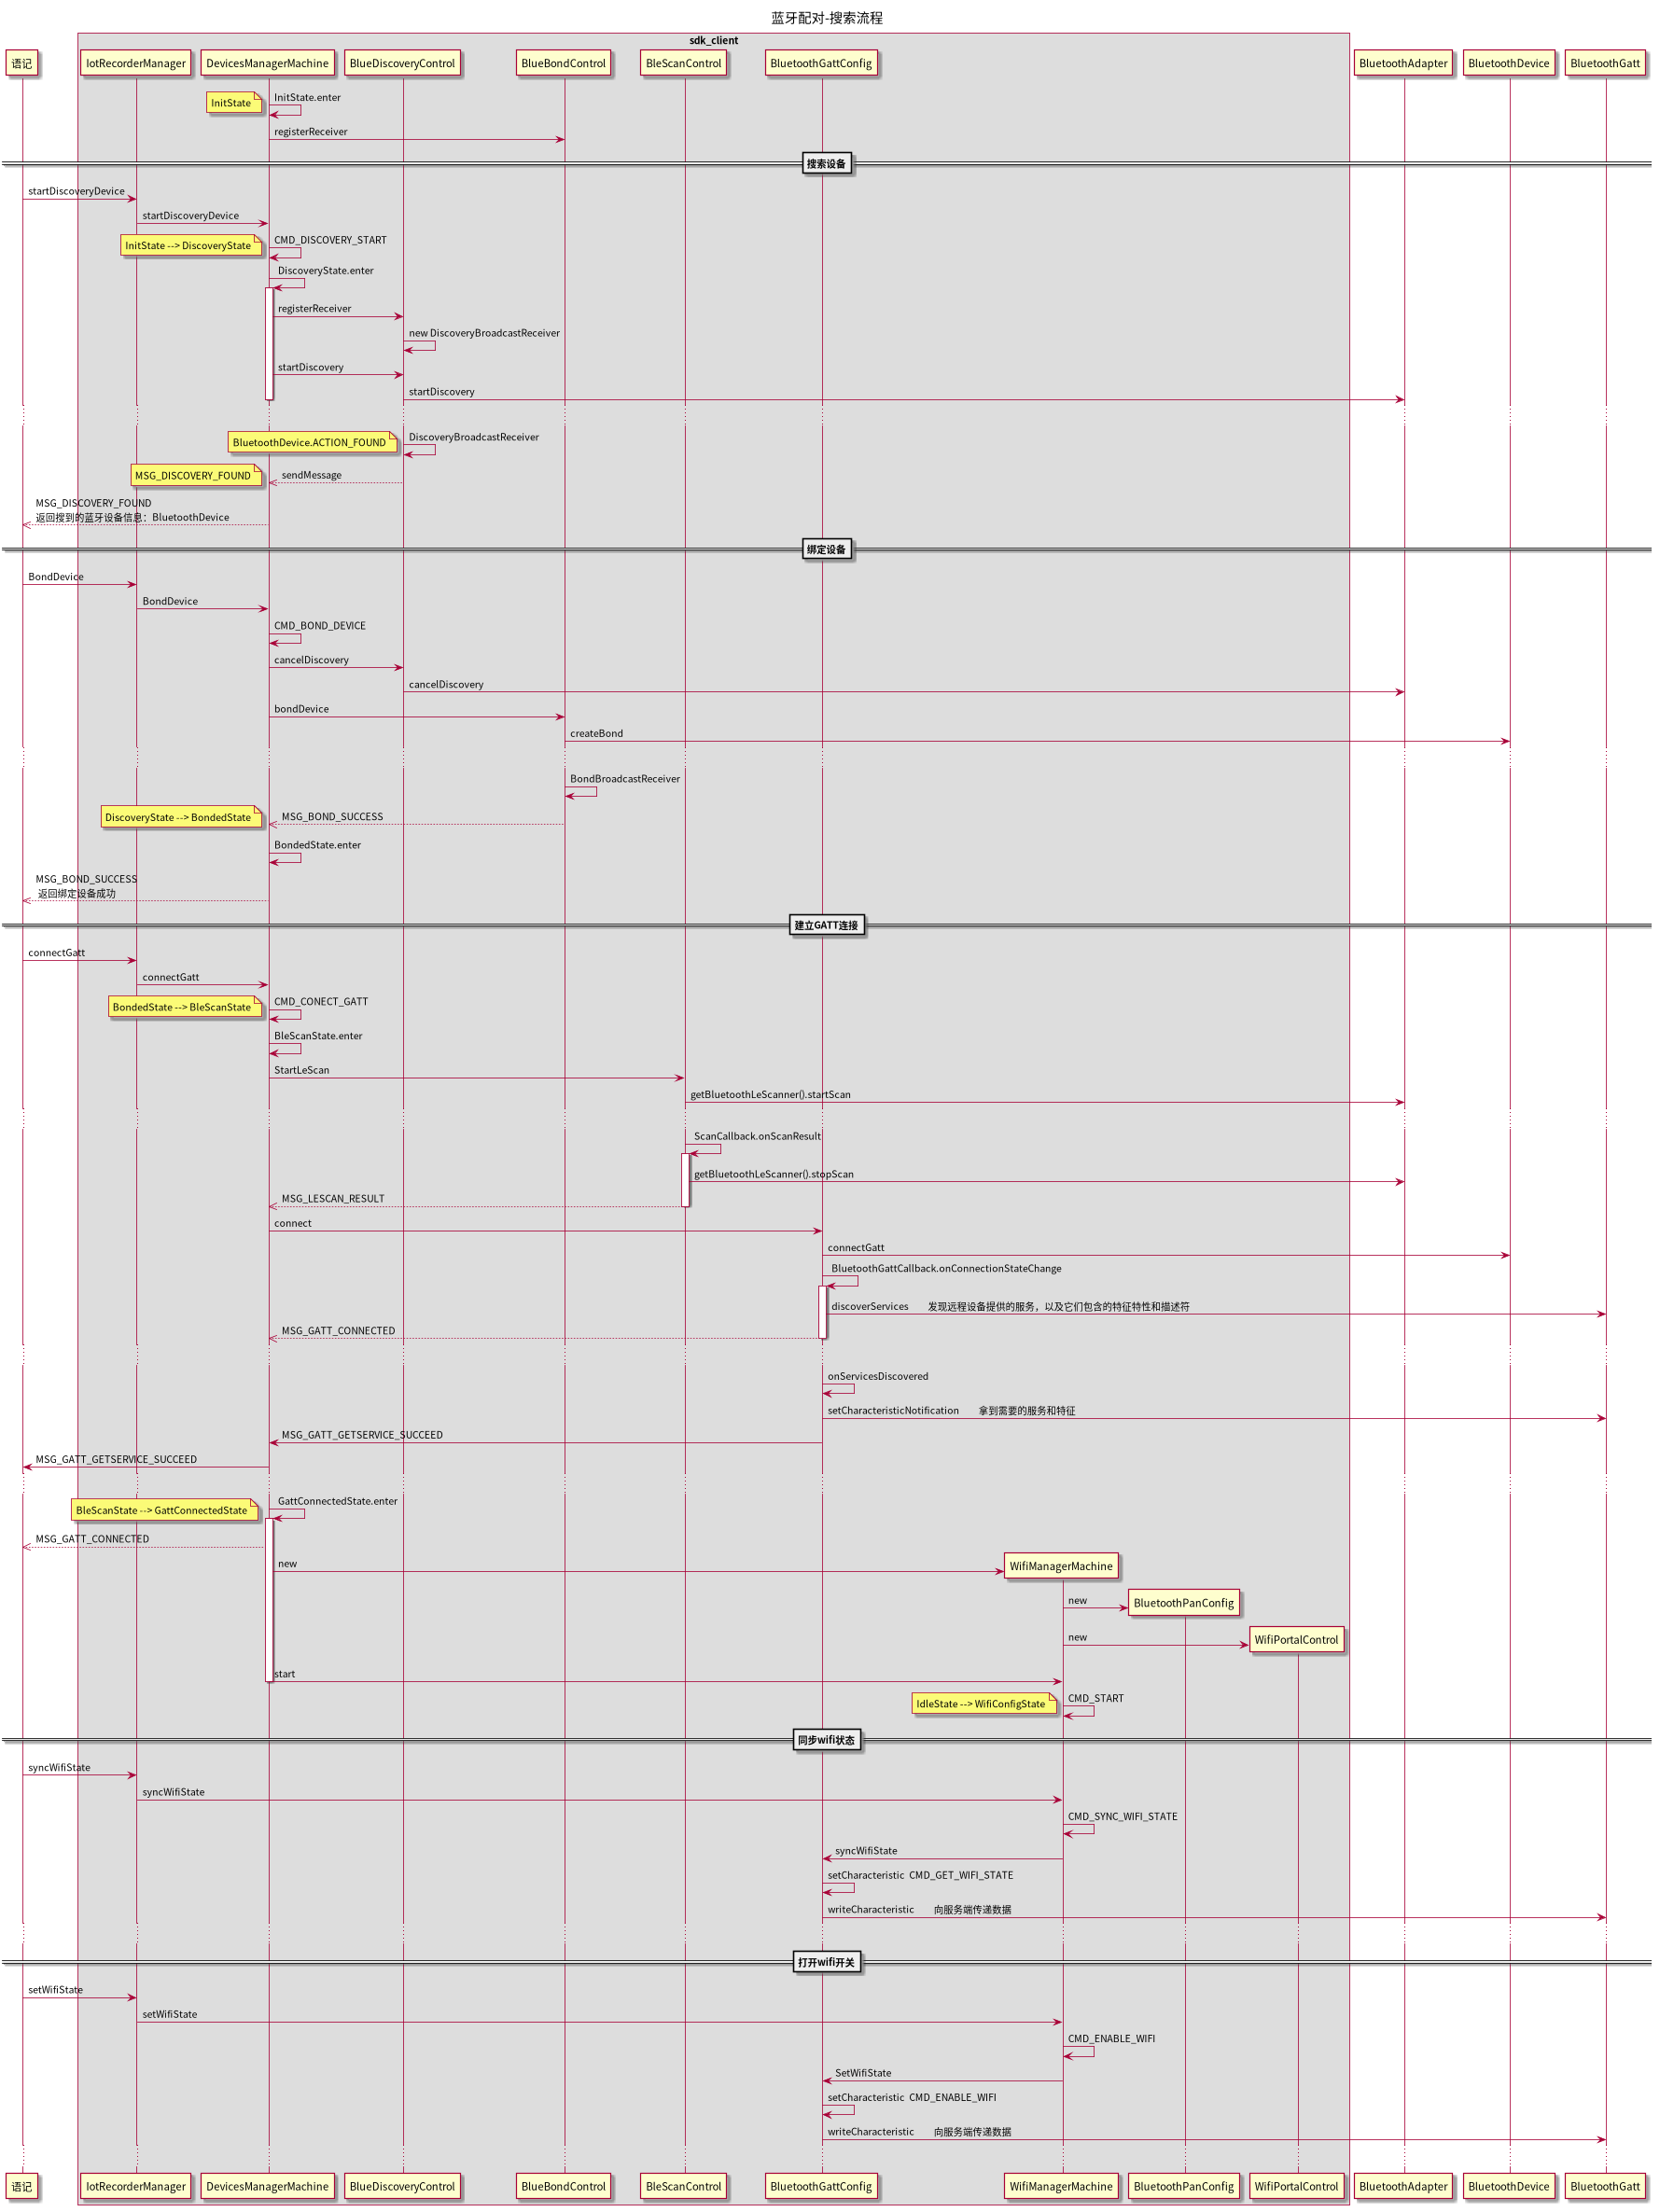 蓝牙配对-搜索流程
sdk_client
语记
IotRecorderManager
DevicesManagerMachine
BlueDiscoveryControl
BlueBondControl
BleScanControl
BluetoothGattConfig
BluetoothAdapter
BluetoothDevice
BluetoothGatt
InitState
InitState.enter
registerReceiver
搜索设备
startDiscoveryDevice
startDiscoveryDevice
InitState --> DiscoveryState
CMD_DISCOVERY_START
DiscoveryState.enter
registerReceiver
new DiscoveryBroadcastReceiver
startDiscovery
startDiscovery
BluetoothDevice.ACTION_FOUND
DiscoveryBroadcastReceiver
MSG_DISCOVERY_FOUND
sendMessage
MSG_DISCOVERY_FOUND
返回搜到的蓝牙设备信息：BluetoothDevice
绑定设备
BondDevice
BondDevice
CMD_BOND_DEVICE
cancelDiscovery
cancelDiscovery
bondDevice
createBond
BondBroadcastReceiver
DiscoveryState --> BondedState
MSG_BOND_SUCCESS
BondedState.enter
MSG_BOND_SUCCESS
返回绑定设备成功
建立GATT连接
connectGatt
connectGatt
BondedState --> BleScanState
CMD_CONECT_GATT
BleScanState.enter
StartLeScan
getBluetoothLeScanner().startScan
ScanCallback.onScanResult
getBluetoothLeScanner().stopScan
MSG_LESCAN_RESULT
connect
connectGatt
BluetoothGattCallback.onConnectionStateChange
discoverServices 发现远程设备提供的服务，以及它们包含的特征特性和描述符
MSG_GATT_CONNECTED
onServicesDiscovered
setCharacteristicNotification 拿到需要的服务和特征
MSG_GATT_GETSERVICE_SUCCEED
MSG_GATT_GETSERVICE_SUCCEED
BleScanState --> GattConnectedState
GattConnectedState.enter
MSG_GATT_CONNECTED
new
WifiManagerMachine
new
BluetoothPanConfig
new
WifiPortalControl
start
IdleState --> WifiConfigState
CMD_START
同步wifi状态
syncWifiState
syncWifiState
CMD_SYNC_WIFI_STATE
syncWifiState
setCharacteristic CMD_GET_WIFI_STATE
writeCharacteristic 向服务端传递数据
打开wifi开关
setWifiState
setWifiState
CMD_ENABLE_WIFI
SetWifiState
setCharacteristic CMD_ENABLE_WIFI
writeCharacteristic 向服务端传递数据
语记
IotRecorderManager
DevicesManagerMachine
BlueDiscoveryControl
BlueBondControl
BleScanControl
BluetoothGattConfig
WifiManagerMachine
BluetoothPanConfig
WifiPortalControl
BluetoothAdapter
BluetoothDevice
BluetoothGatt